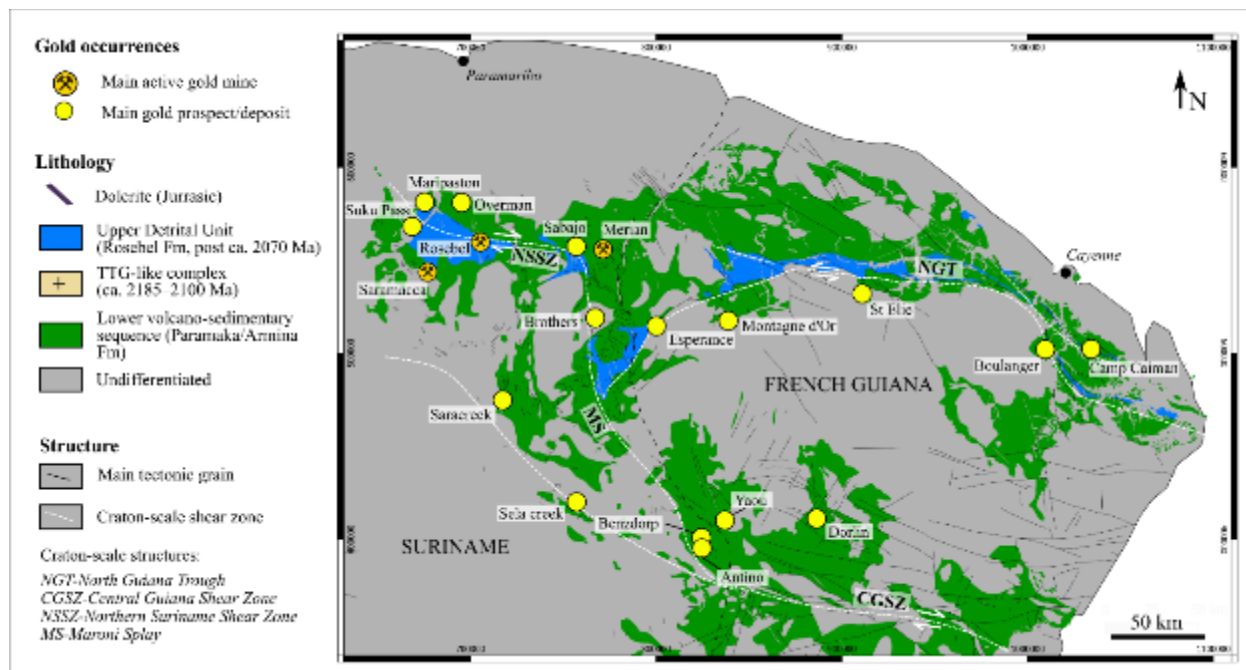 Gold occurrences
Main active gold mine
Main gold prospect/deposit
Lithology
Dolerite (Jurrasic)
Upper Detrital Unit
(Rosebel Fm, post ca. 2070 Ma)
TTG-like complex
(ca. 2185–2100 Ma)
Lower volcano-sedimentary
sequence (Paramaka/Armina
Fm)
Undifferentiated
Structure
Main tectonic grain
Craton-scale shear zone
Craton-scale structures:
NGT-North Guiana Trough
CGSZ-Central Guiana Shear Zone
NSSZ-Northern Suriname Shear Zone
MS-Maroni Splay
Paramaribo
N
Maripaston
Overman
Suku Pass
Rosebel
Sabajo
Merian
NSSZ
Saramacca
NGT
Cayenne
St Elie
Brothers
Esperance
Montagne d'Or
Boulanger
Camp Caiman
FRENCH GUIANA
Saracreek
MS
Sela creek
Yaou
Benzdorp
Dorlin
SURINAME
Antino
CGSZ
50 km